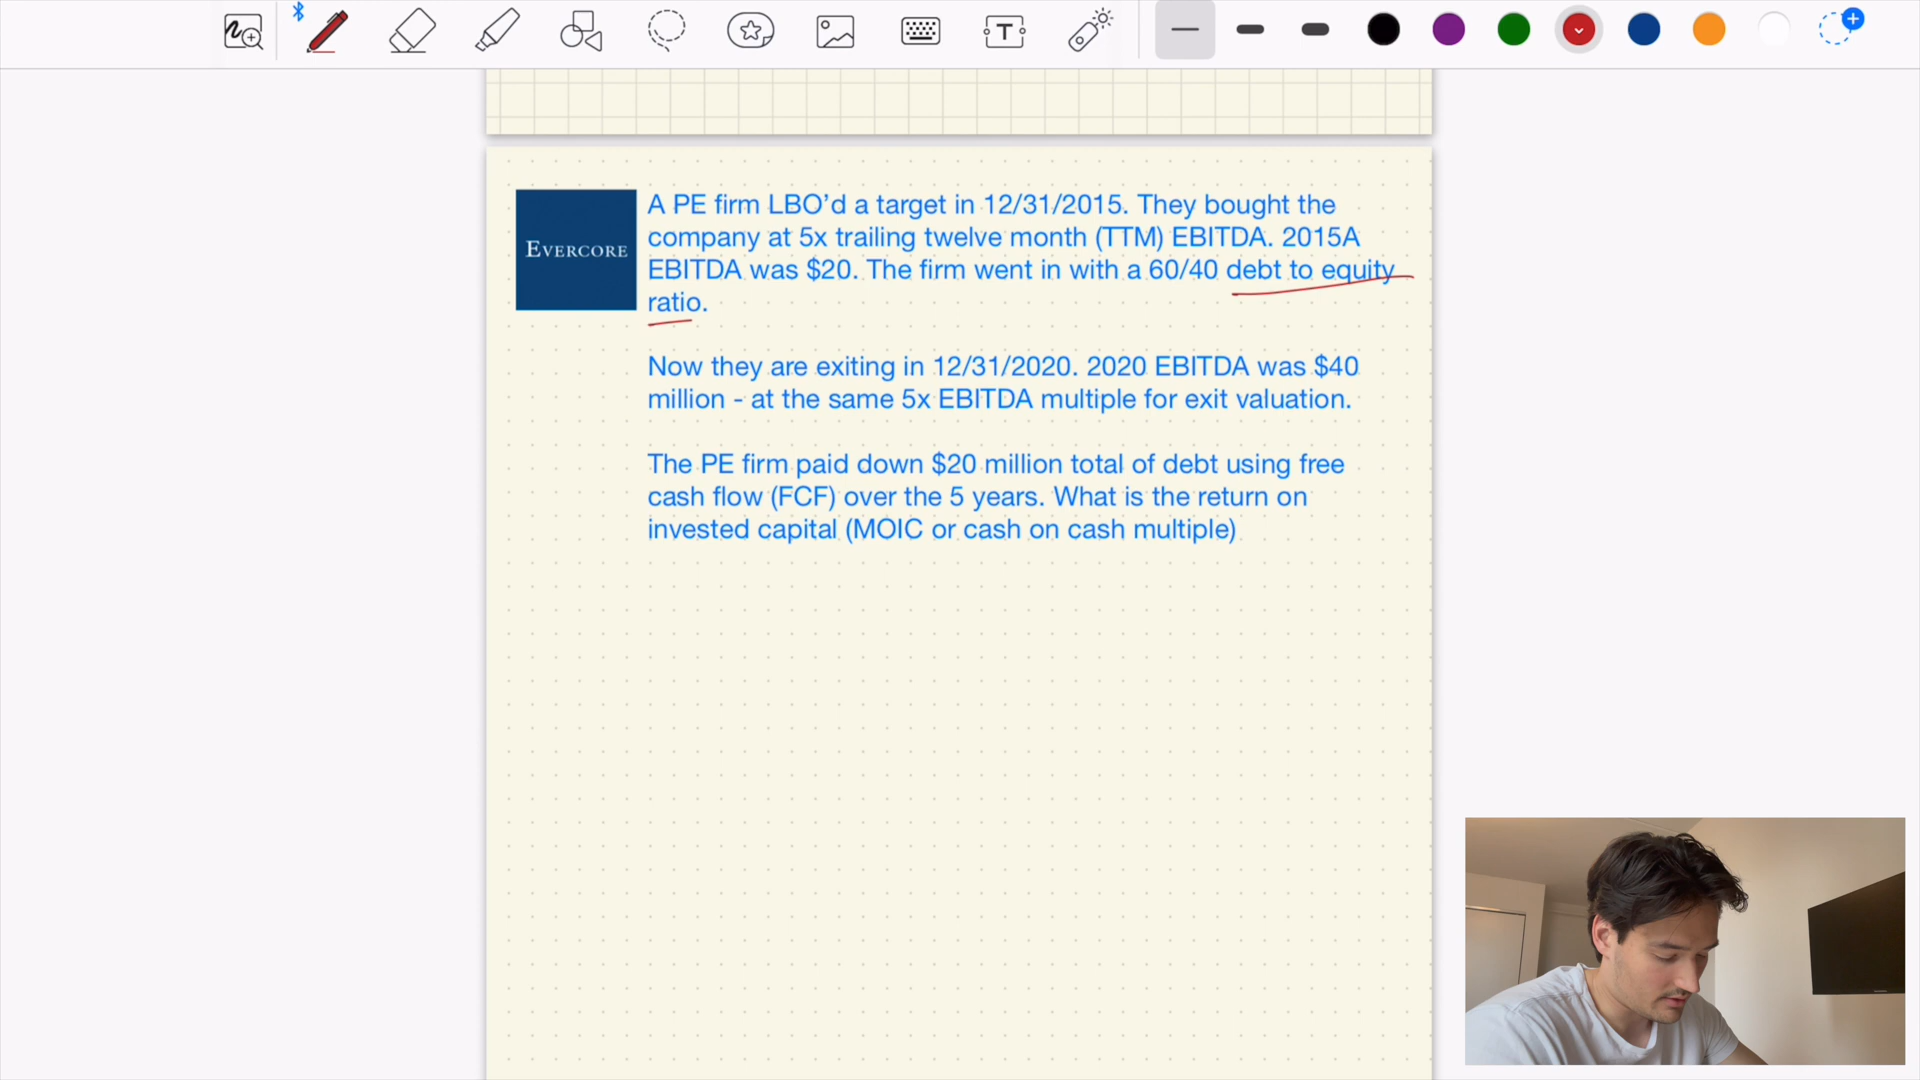 EVERCORE
A PE firm LBO’d a target in 12/31/2015. They bought the
company at 5x trailing twelve month (TTM) EBITDA. 2015A
EBITDA was $20. The firm went in with a 60/40 debt to equity
ratio.
Now they are exiting in 12/31/2020. 2020 EBITDA was $40
million - at the same 5x EBITDA multiple for exit valuation.
The PE firm paid down $20 million total of debt using free
cash flow (FCF) over the 5 years. What is the return on
invested capital (MOIC or cash on cash multiple)